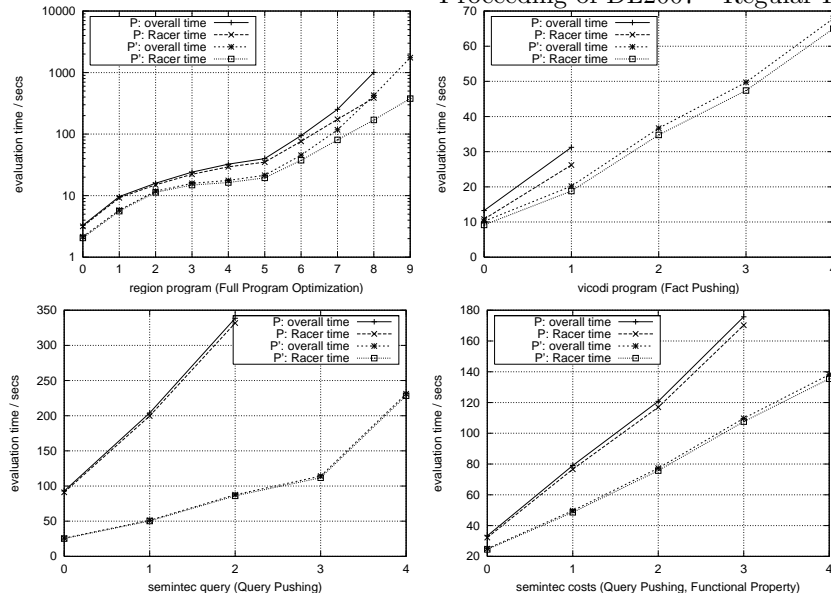 Proceeding of DL2007 - Regular
10000
1000
100
10
1
evaluation time / secs
P: overall time
P: Racer time
P': overall time
P': Racer time
0 1 2 3 4 5 6 7 8 9
region program (Full Program Optimization)
70
60
50
40
30
20
10
0
evaluation time / secs
P: overall time
P: Racer time
P': overall time
P': Racer time
0 1 2 3 4
vicodi program (Fact Pushing)
350
300
250
200
150
100
50
0
evaluation time / secs
P: overall time
P: Racer time
P': overall time
P': Racer time
0 1 2 3 4
semintec query (Query Pushing)
180
160
140
120
100
80
60
40
20
evaluation time / secs
P: overall time
P: Racer time
P': overall time
P': Racer time
0 1 2 3 4
semintec costs (Query Pushing, Functional Property)